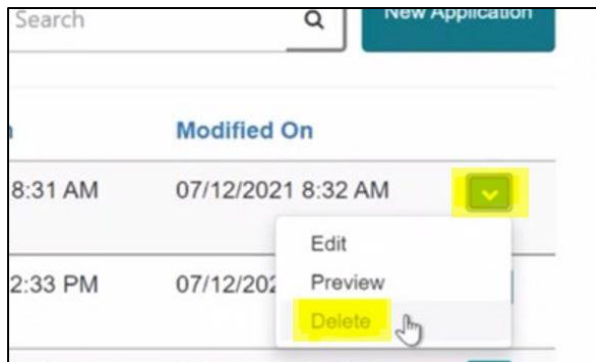 Search
New Application
Modified On
8:31 AM 07/12/2021 8:32 AM
Edit
2:33 PM 07/12/202 Preview
Delete